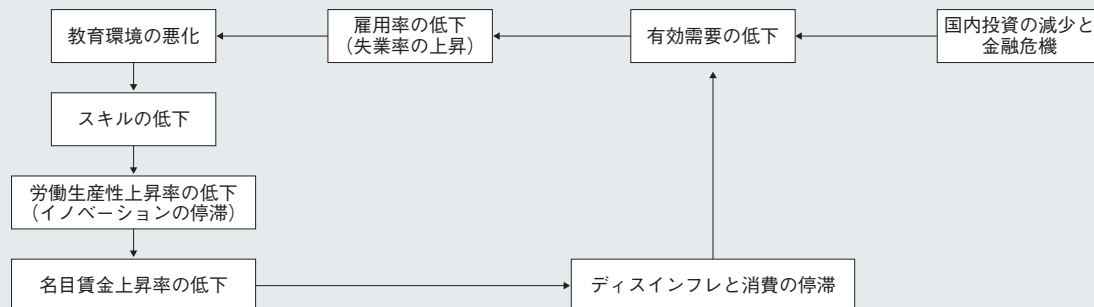 教育環境の悪化
雇用率の低下
（失業率の上昇）
有効需要の低下
国内投資の減少と
金融危機
スキルの低下
労働生産性上昇率の低下
（イノベーションの停滞）
名目賃金上昇率の低下
ディスインフレと消費の停滞